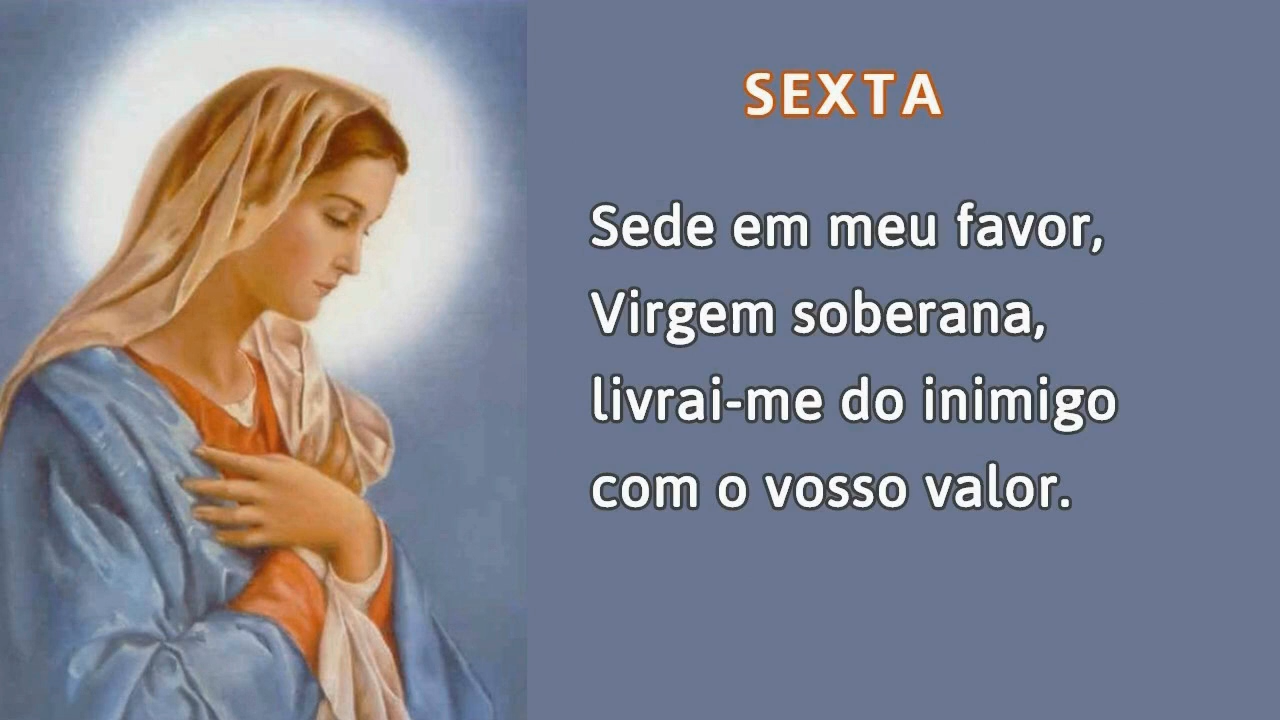 SEXTA
Sede em meu favor,
Virgem soberana,
livrai-me do inimigo
com o vosso valor.